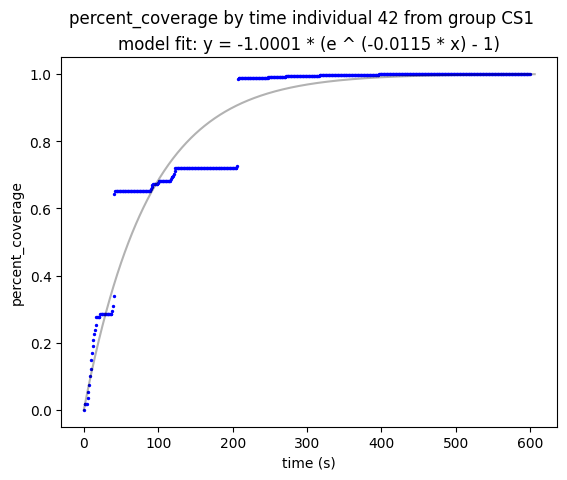 percent_coverage by time individual 42 from group CS1
model fit: y = -1.0001 * (e ^ (-0.0115 * x) - 1)
1.0
0.8
0.6
0.4
0.2
0.0
percent_coverage
0 100 200 300 400 500 600
time (s)